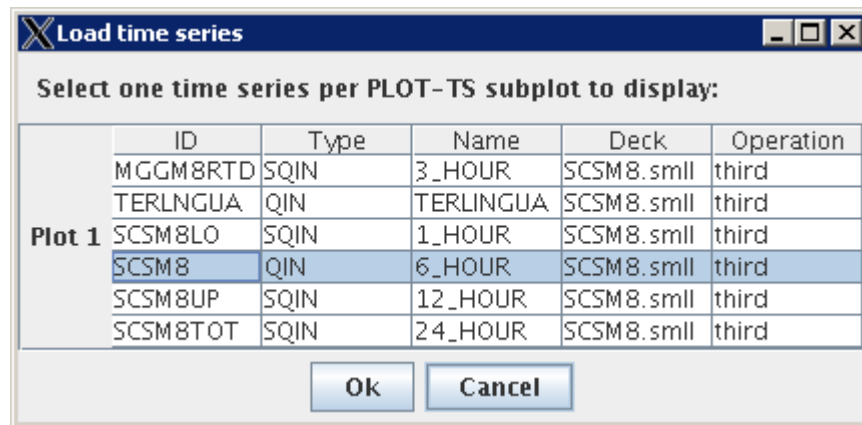 Load time series
Select one time series per PLOT-TS subplot to display:
ID Type Name Deck Operation
MGGM8RTD SQIN 3_HOUR SCSM8.smll third
TERLNGUA QIN TERLINGUA SCSM8.smll third
Plot 1 SCSM8LO SQIN 1_HOUR SCSM8.smll third
SCSM8 QIN 6_HOUR SCSM8.smll third
SCSM8UP SQIN 12_HOUR SCSM8.smll third
SCSM8TOT SQIN 24_HOUR SCSM8.smll third
Ok Cancel